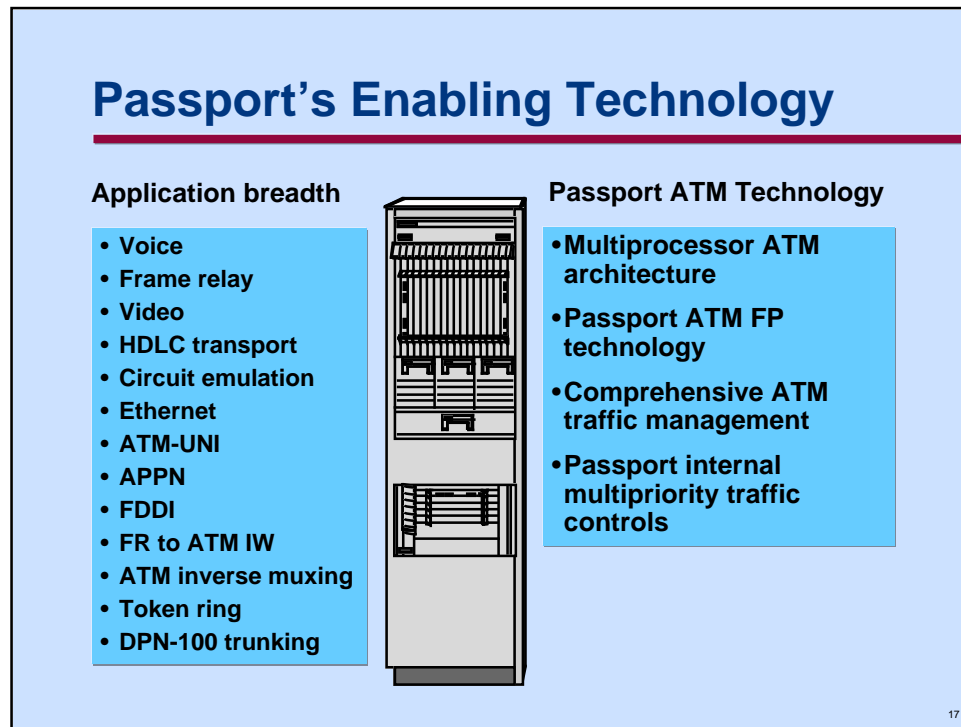 Passport’s Enabling Technology
Application breadth
• Voice
• Frame relay
• Video
• HDLC transport
• Circuit emulation
• Ethernet
• ATM-UNI
• APPN
• FDDI
• FR to ATM IW
• ATM inverse muxing
• Token ring
• DPN-100 trunking
Passport ATM Technology
•Multiprocessor ATM
architecture
•Passport ATM FP
technology
•Comprehensive ATM
traffic management
•Passport internal
multipriority traffic
controls
17